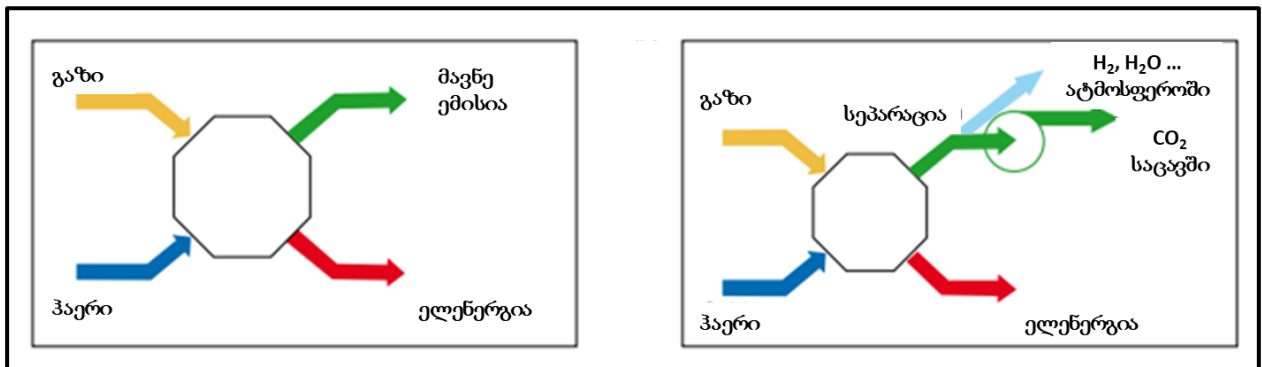 გაზი
მავნე
ემისია
ჰაერი
ელენერგია
H₂, H₂O ...
ატმოსფეროში
გაზი
სეპარაცია
CO₂
საცავში
ჰაერი
ელენერგია